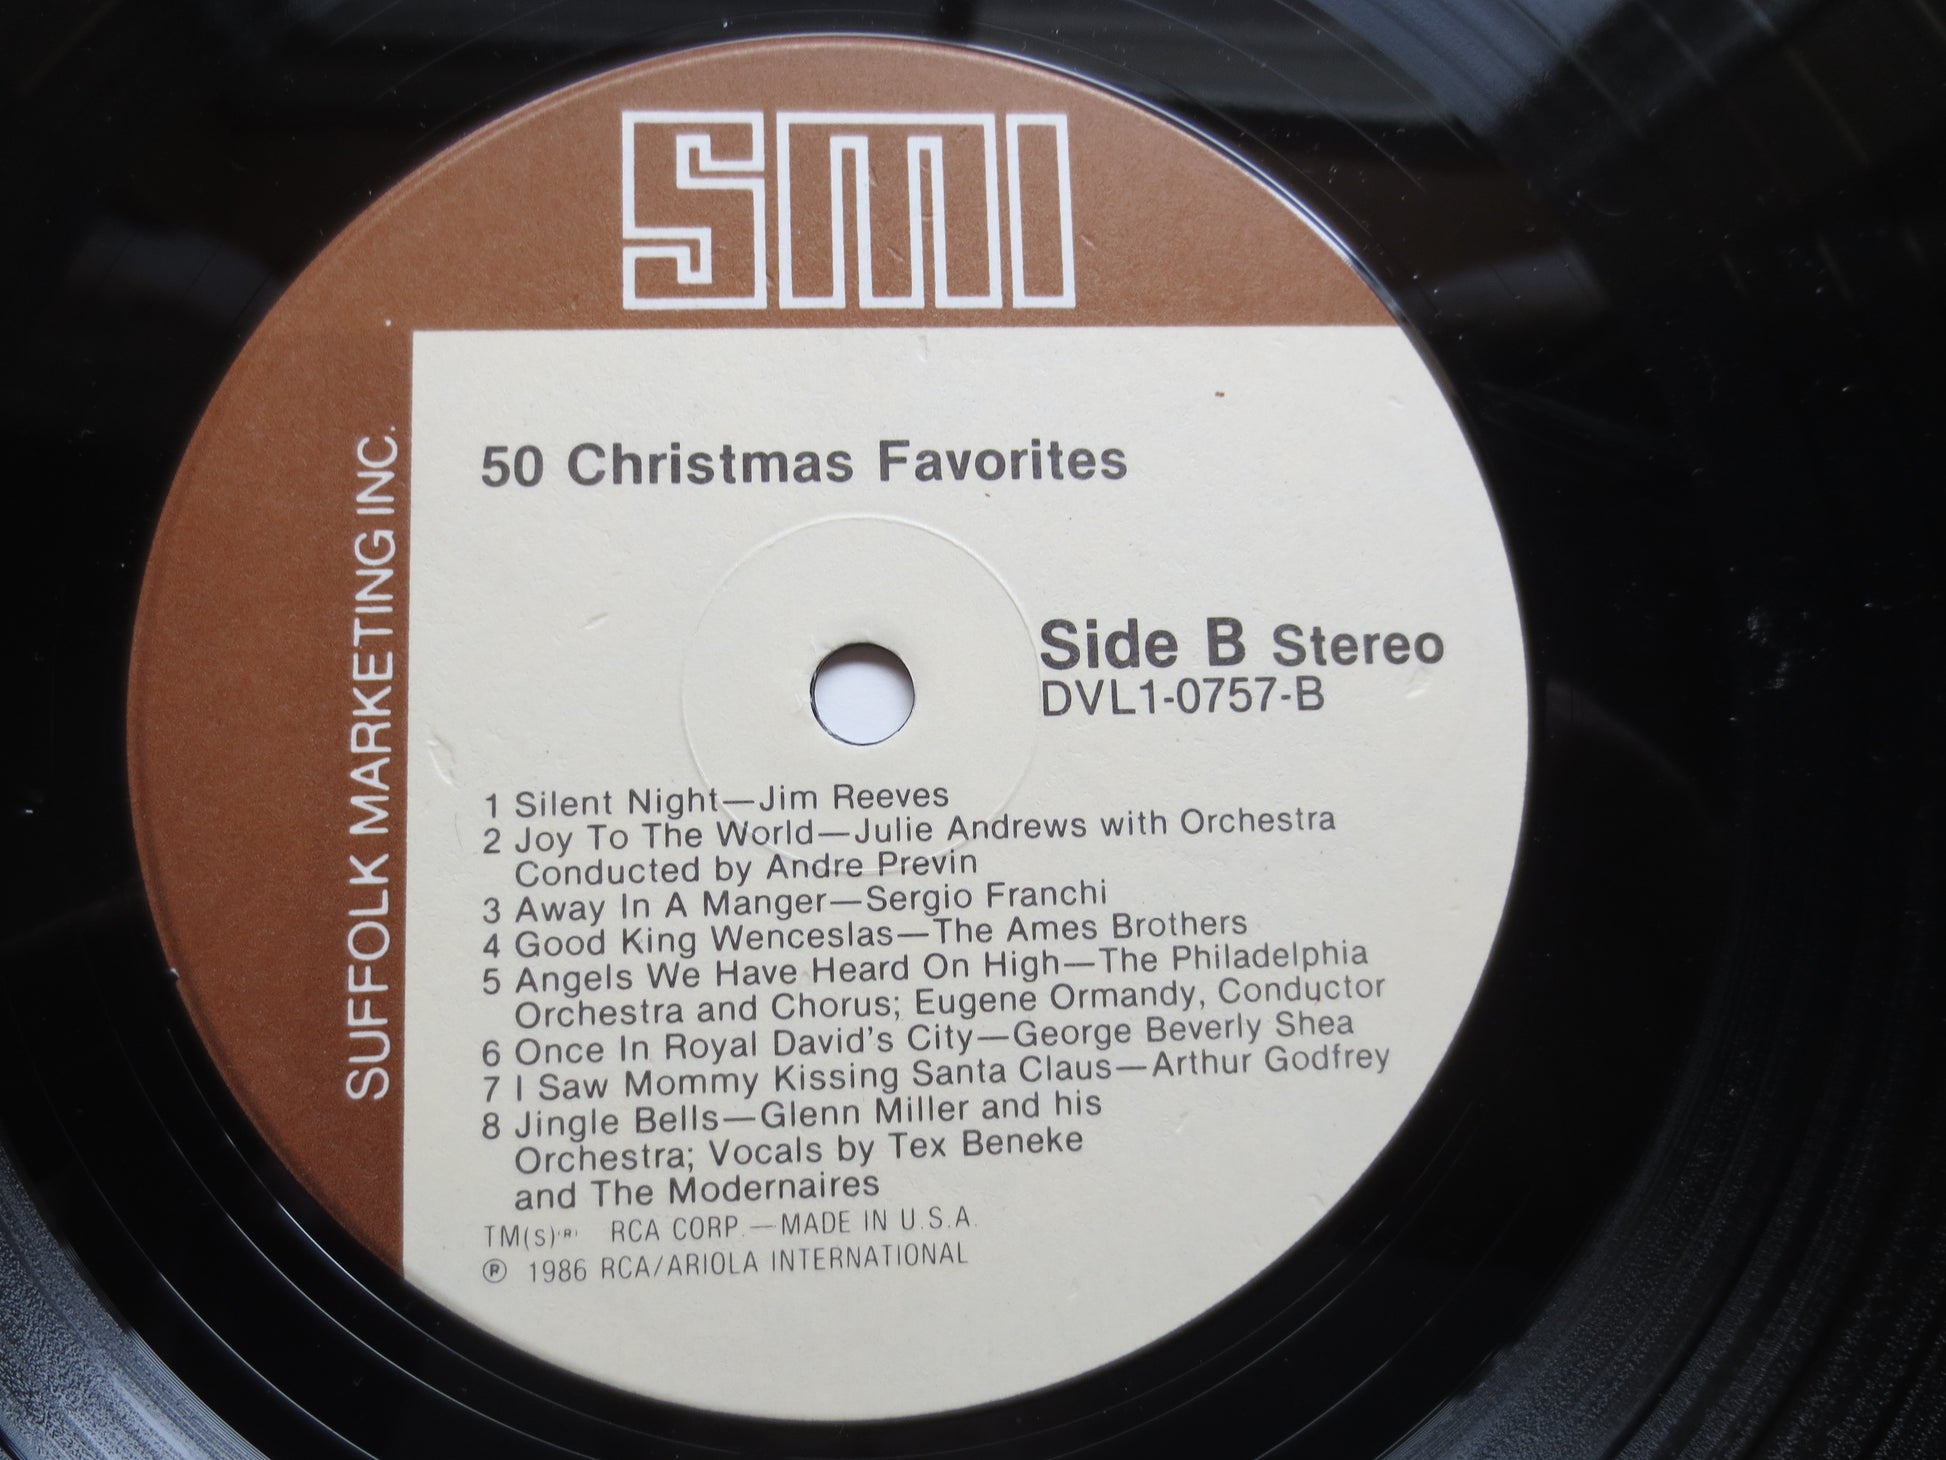 SMI
SUFFOLK MARKETING INC.
50 Christmas Favorites
Side B Stereo
DVL1-0757-B
1 Silent Night—Jim Reeves
2 Joy To The World—Julie Andrews with Orchestra
Conducted by Andre Previn
3 Away In A Manger—Sergio Franchi
4 Good King Wenceslas—The Ames Brothers
5 Angels We Have Heard On High—The Philadelphia
Orchestra and Chorus; Eugene Ormandy, Conductor
6 Once In Royal David's City—George Beverly Shea
7 I Saw Mommy Kissing Santa Claus—Arthur Godfrey
8 Jingle Bells—Glenn Miller and his
Orchestra; Vocals by Tex Beneke
and The Modernaires
TM(s)® RCA CORP.—MADE IN U.S.A.
℗ 1986 RCA/ARIOLA INTERNATIONAL